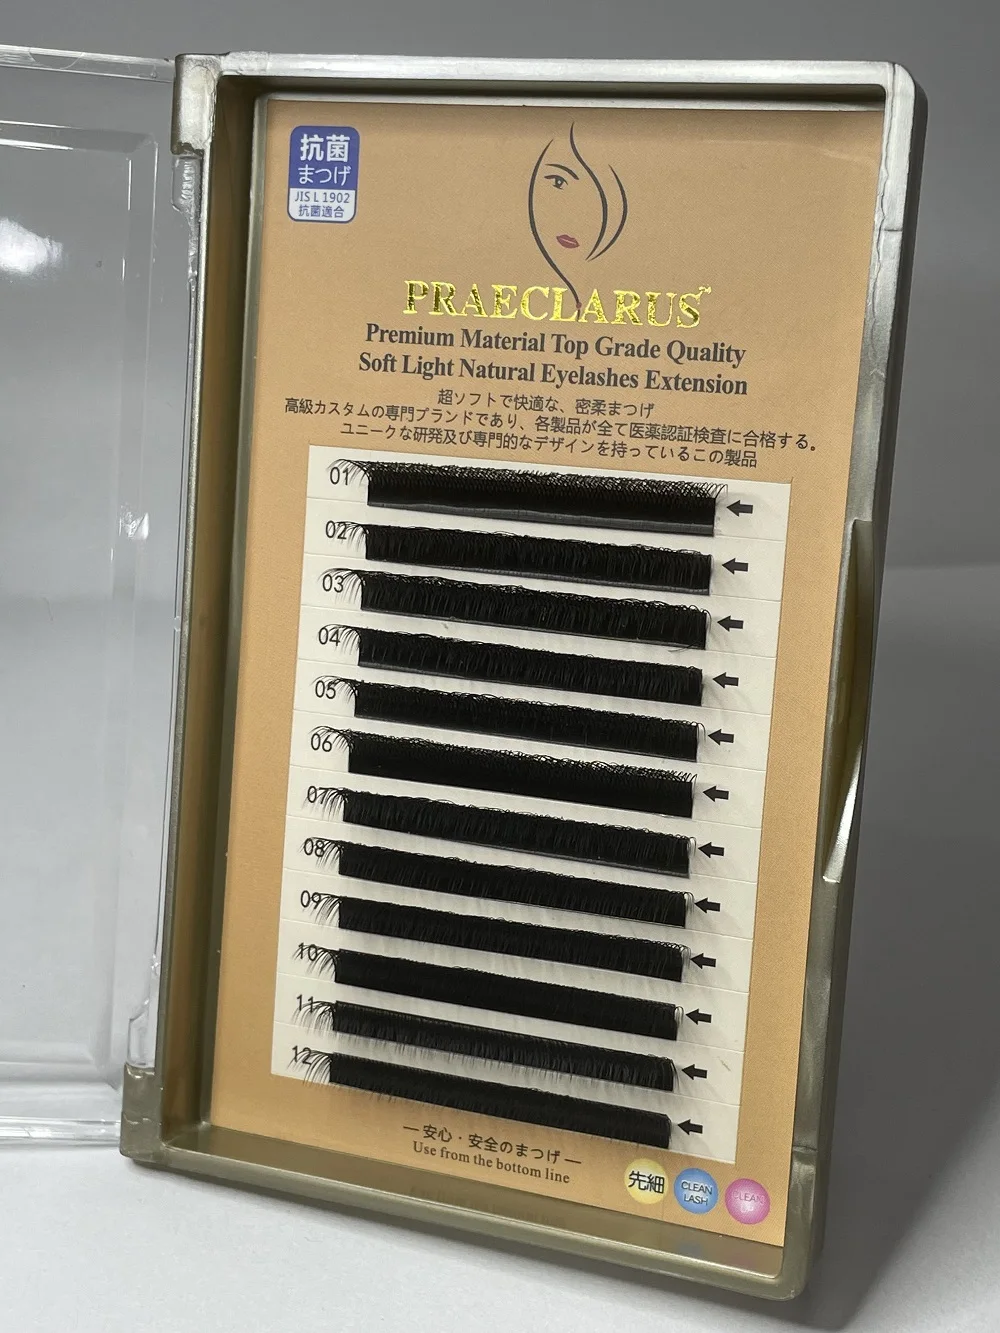 抗菌
まつげ
JIS L 1902
抗菌適合
PRAECLARUS™
Premium Material Top Grade Quality
Soft Light Natural Eyelashes Extension
超ソフトで快適な、密柔まつげ
高級カスタムの専門ブランドであり、各製品が全て医薬認証検査に合格する。
ユニークな研発及び専門的なデザインを持っているこの製品
01
02
03
04
05
06
07
08
09
10
11
12
—安心・安全のまつげ—
Use from the bottom line
先細
CLEAN
LASH
CLEAN